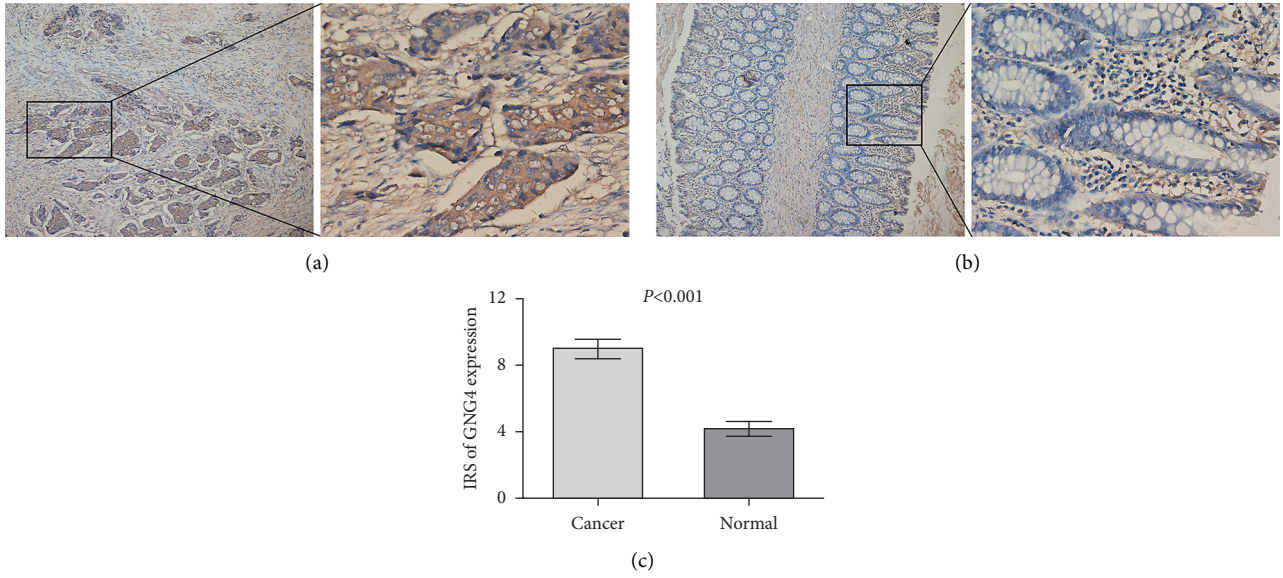 (a)
(b)
P<0.001
12
8
4
0
IRS of GNG4 expression
Cancer
Normal
(c)